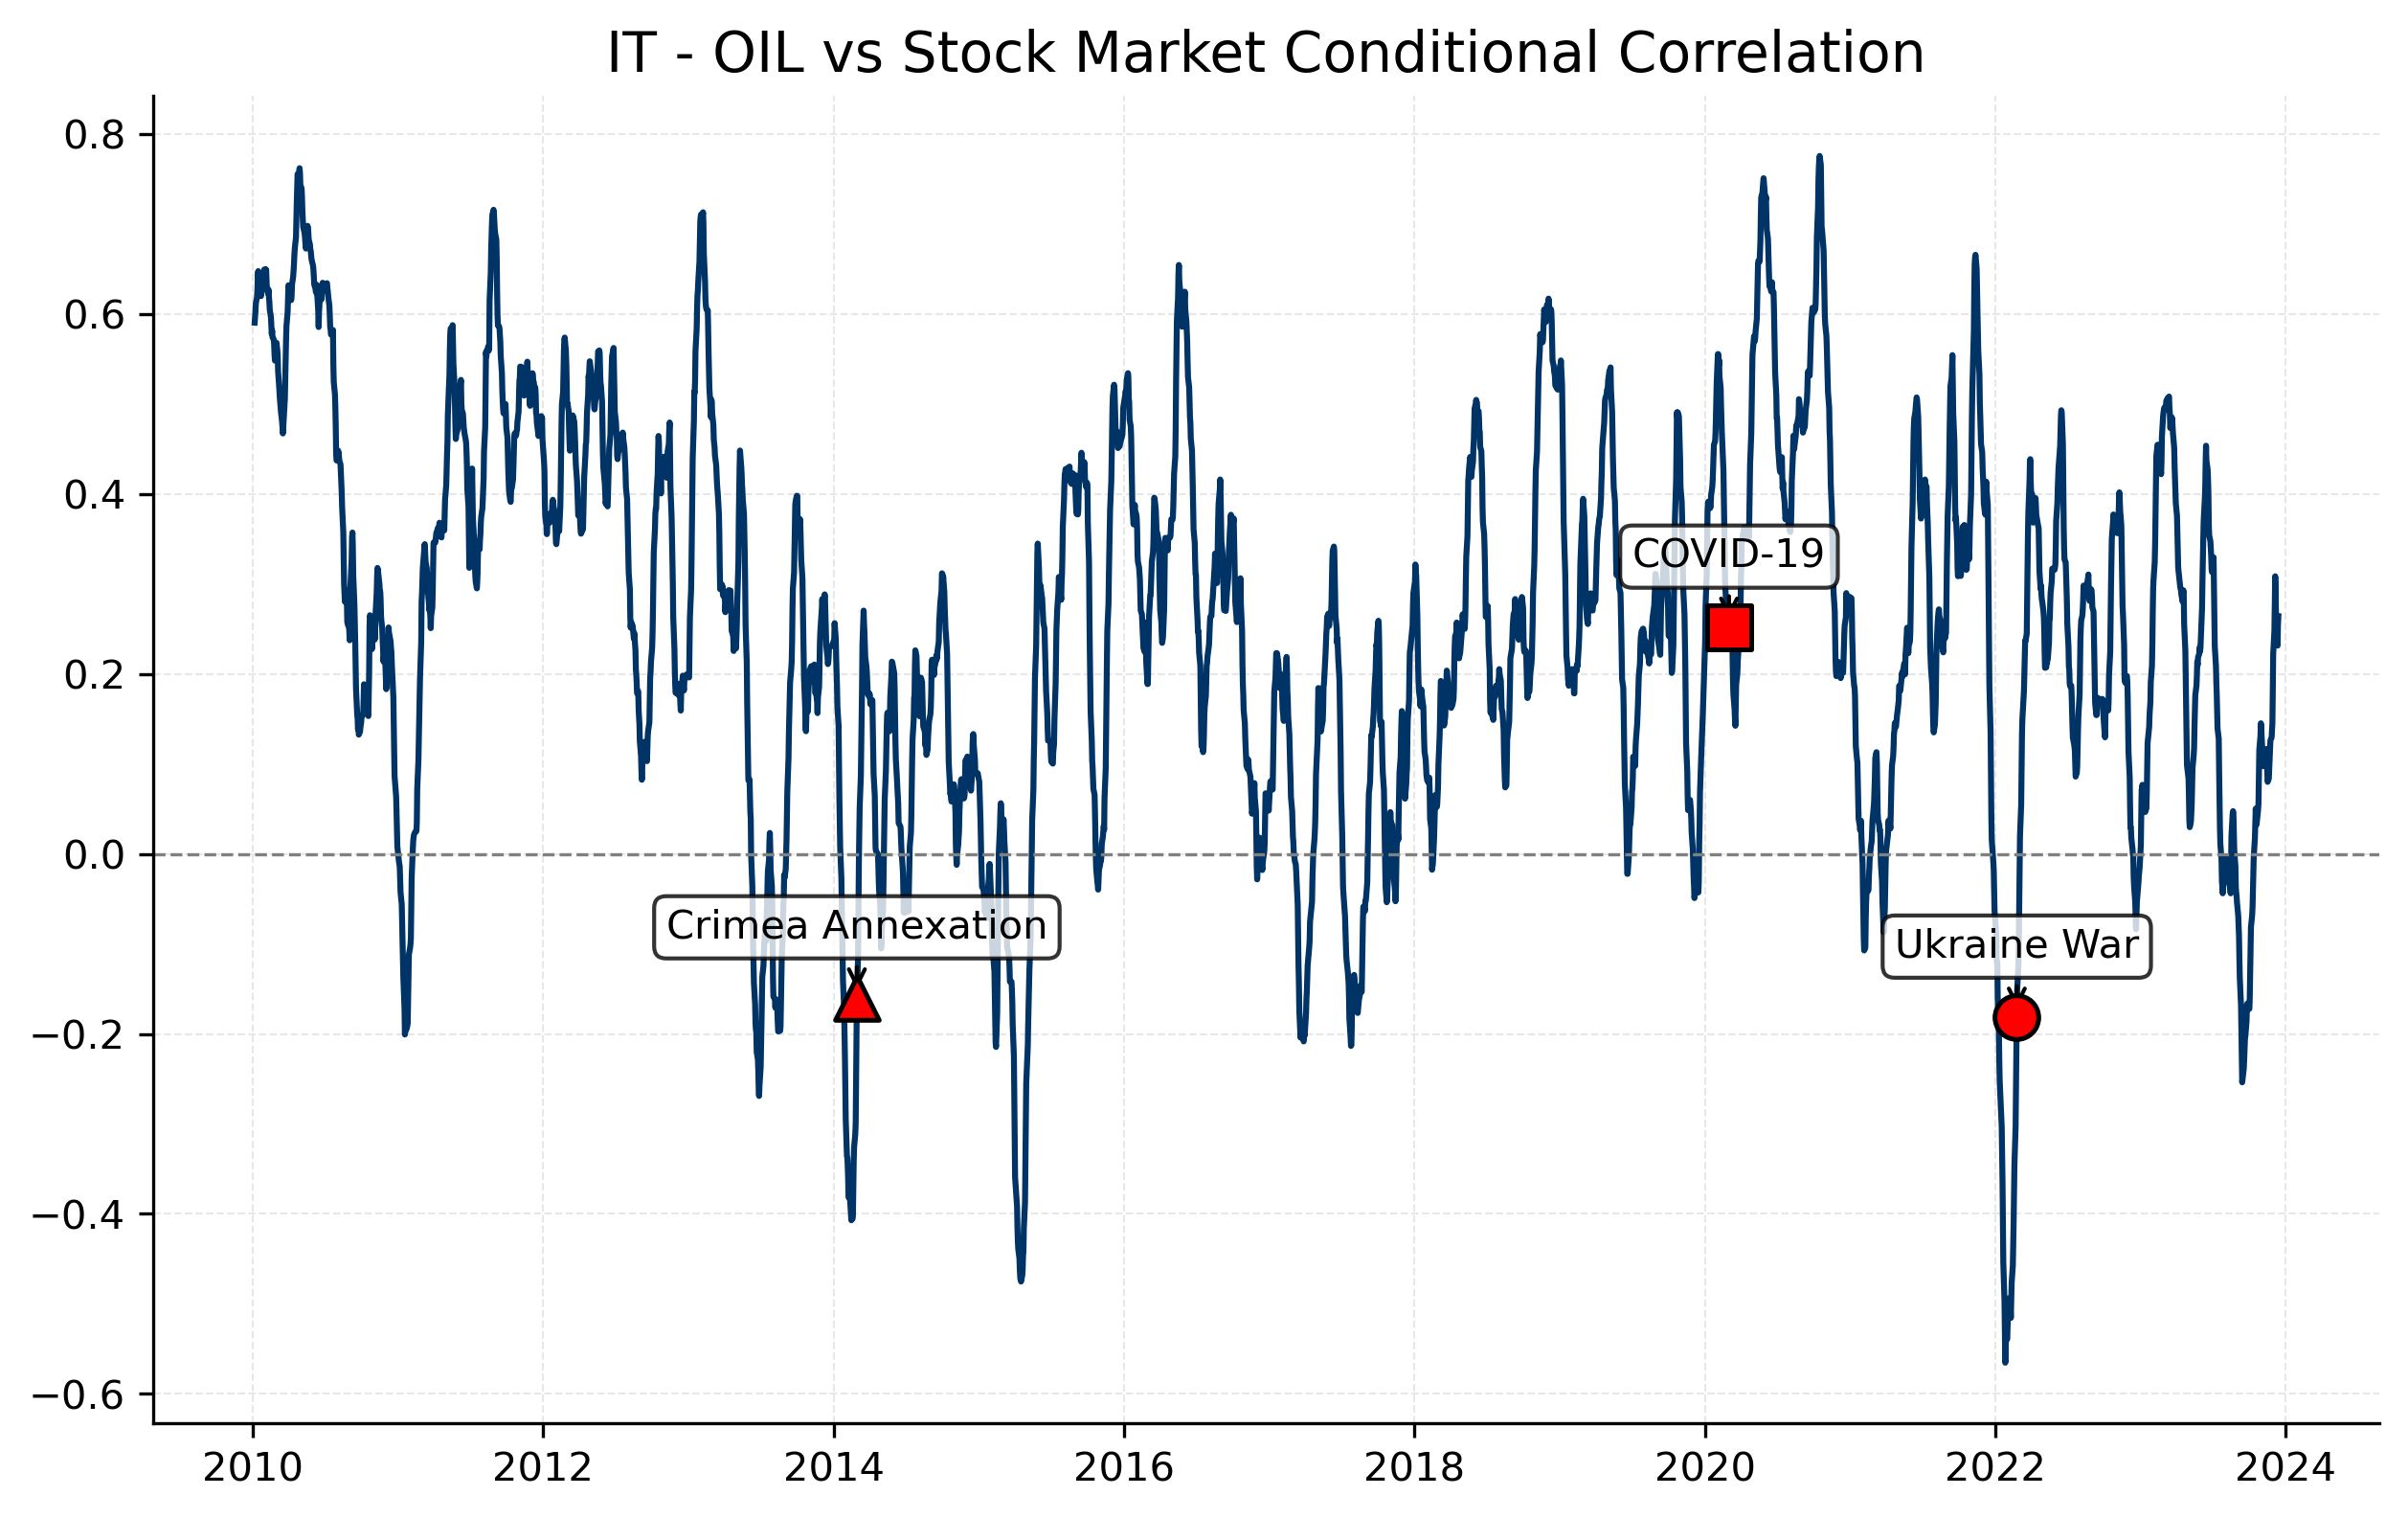 IT - OIL vs Stock Market Conditional Correlation
0.8
0.6
0.4
0.2
0.0
−0.2
−0.4
−0.6
COVID-19
Crimea Annexation
Ukraine War
2010 2012 2014 2016 2018 2020 2022 2024